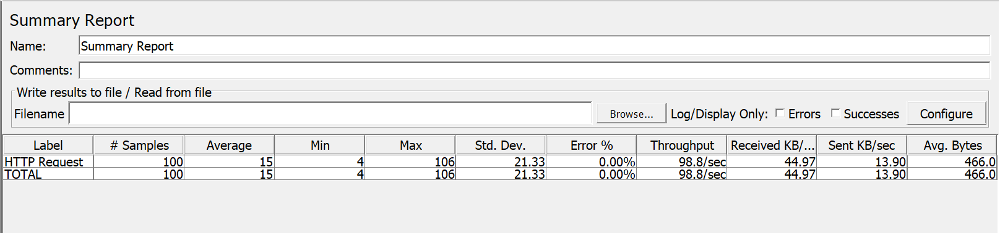 Summary Report
Name: Summary Report
Comments:
Write results to file / Read from file
Filename Browse... Log/Display Only: Errors Successes Configure
Label # Samples Average Min Max Std. Dev. Error % Throughput Received KB/... Sent KB/sec Avg. Bytes
HTTP Request 100 15 4 106 21.33 0.00% 98.8/sec 44.97 13.90 466.0
TOTAL 100 15 4 106 21.33 0.00% 98.8/sec 44.97 13.90 466.0